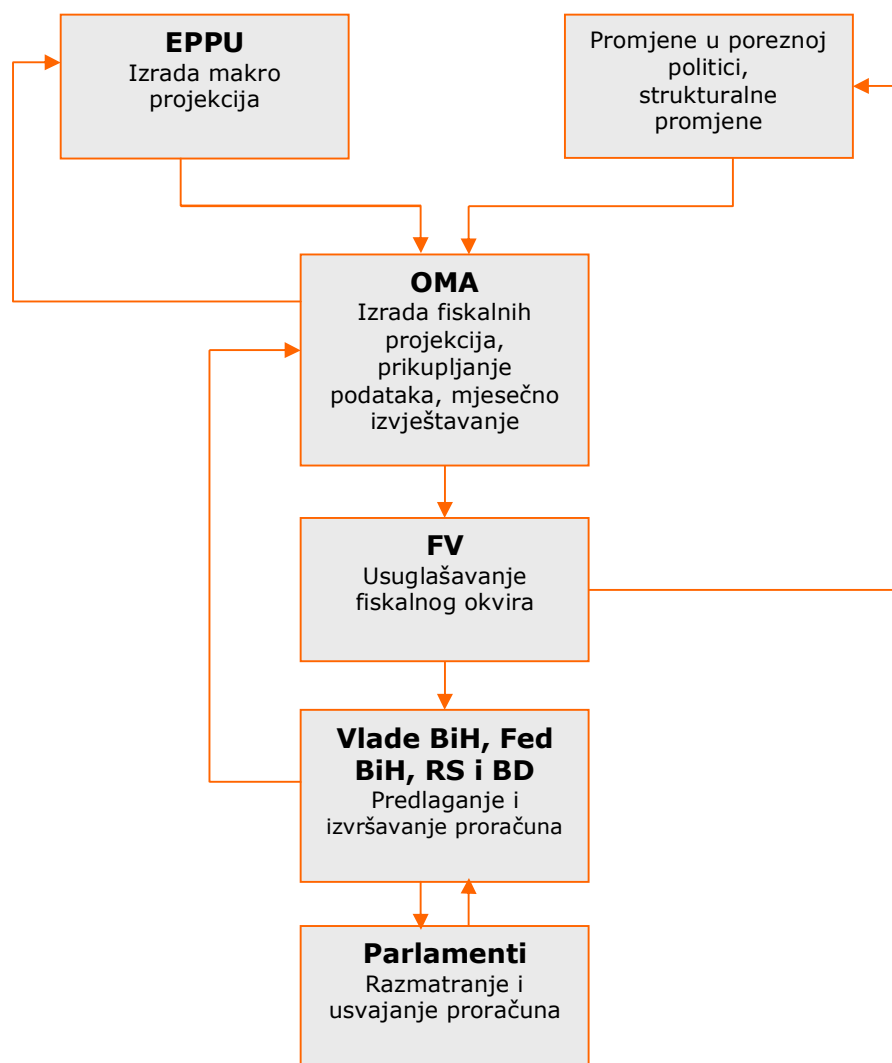 EPPU
Izrada makro
projekcija
Promjene u poreznoj
politici,
strukturalne
promjene
OMA
Izrada fiskalnih
projekcija,
prikupljanje
podataka, mjesečno
izvještavanje
FV
Usuglašavanje
fiskalnog okvira
Vlade BiH, Fed
BiH, RS i BD
Predlaganje i
izvršavanje proračuna
Parlamenti
Razmatranje i
usvajanje proračuna